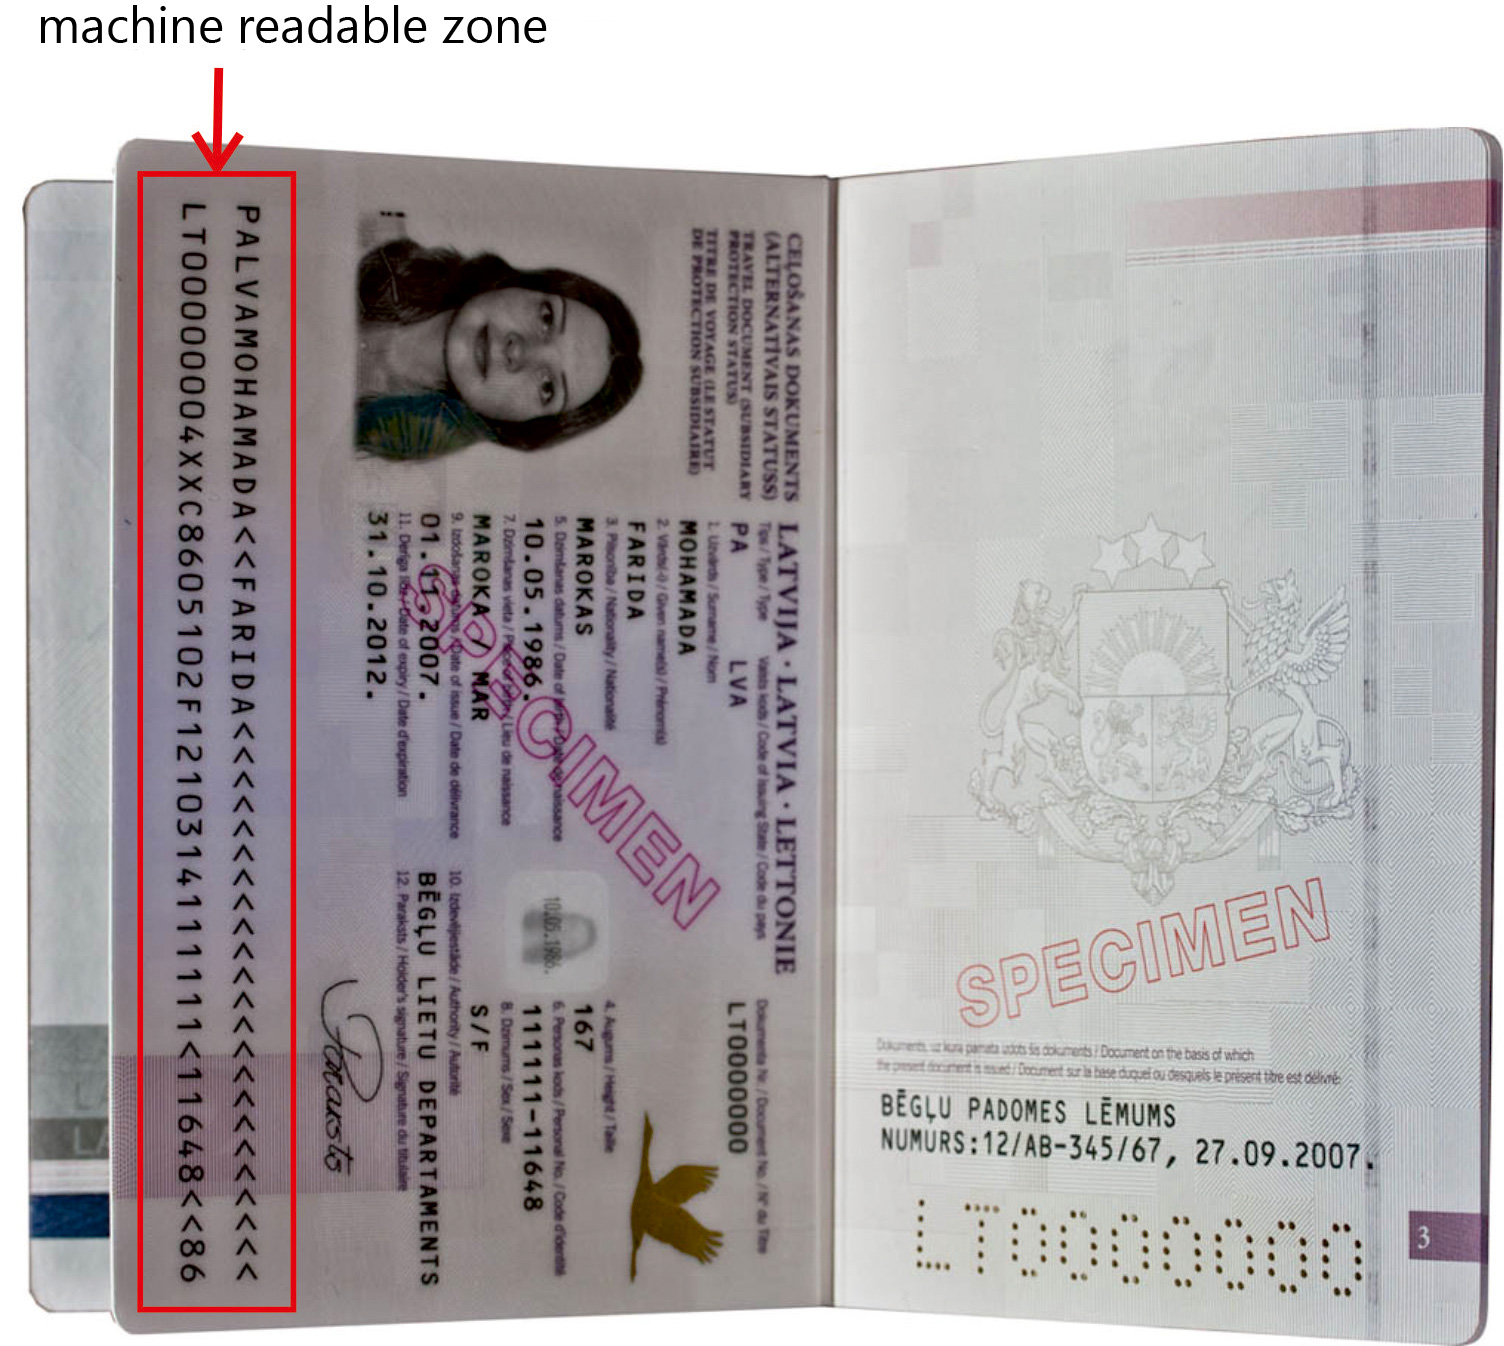 machine readable zone
CEĻOŠANAS DOKUMENTS
(ALTERNATĪVAIS STATUSS)
TRAVEL DOCUMENT (SUBSIDIARY
PROTECTION STATUS)
TITRE DE VOYAGE (LE STATUT
DE PROTECTION SUBSIDIAIRE)
LATVIJA · LATVIA · LETTONIE
Tips / Type / Type Valsts kods / Code of issuing State / Code du pays Dokumenta Nr. / Document No. / N° du Titre
PA LVA LT0000000
1. Uzvārds / Surname / Nom
MOHAMADA
2. Vārds(-i) / Given name(s) / Prénom(s)
FARIDA
3. Piederība / Nationality / Nationalité 4. Augums / Height / Taille
MAROKAS 167
5. Dzimšanas datums / Date of birth / Date de naissance 6. Personas kods / Personal No. / Code d'identité
10.05.1986. 111111-11648
7. Dzimšanas vieta / Place of birth / Lieu de naissance 8. Dzimums / Sex / Sexe
MAROKA / MAR S/F
9. Izdošanas datums / Date of issue / Date de délivrance 10. Izdevējiestāde / Authority / Autorité
01.11.2007. BĒGĻU LIETU DEPARTAMENTS
11. Derīga līdz / Date of expiry / Date d'expiration 12. Paraksts / Holder's signature / Signature du titulaire
31.10.2012.
Paraksts
10.05.1986.
SPECIMEN
PALVAMOHAMADA<<FARIDA<<<<<<<<<<<<<<<<<<<<<<<
LT00000004XXC8605102F1210314111111<11648<<86
SPECIMEN
Dokuments, uz kura pamata izdots šis dokuments / Document on the basis of which
the present document is issued / Document sur la base duquel ou desquels le présent titre est délivré:
BĒGĻU PADOMES LĒMUMS
NUMURS:12/AB-345/67, 27.09.2007.
LT0000000
3